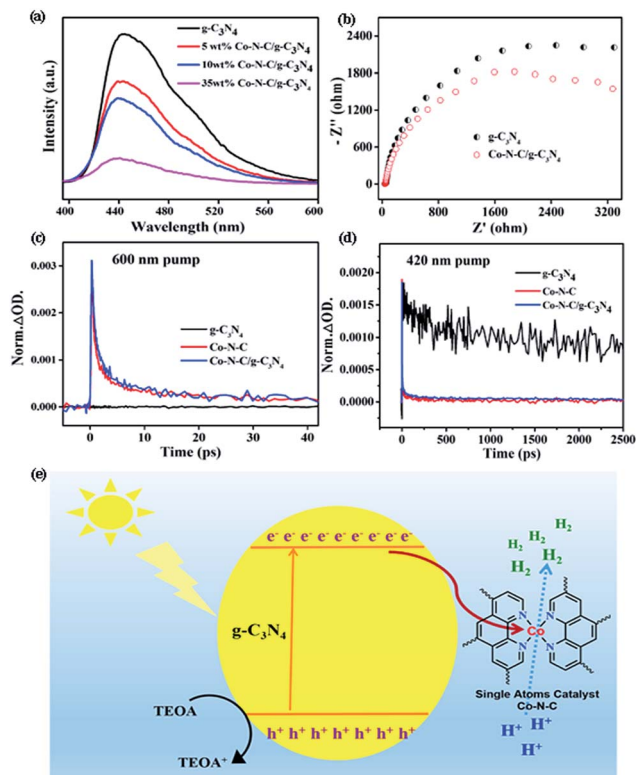 (a)
g-C₃N₄
5 wt% Co-N-C/g-C₃N₄
10wt% Co-N-C/g-C₃N₄
35wt% Co-N-C/g-C₃N₄
Intensity (a.u.)
400 440 480 520 560 600
Wavelength (nm)
(b)
2400
1800
1200
600
0
- Z'' (ohm)
g-C₃N₄
Co-N-C/g-C₃N₄
0 800 1600 2400 3200
Z' (ohm)
(c)
600 nm pump
0.003
0.002
0.001
0.000
Norm.ΔOD.
g-C₃N₄
Co-N-C
Co-N-C/g-C₃N₄
0 10 20 30 40
Time (ps)
(d)
420 nm pump
0.0020
0.0015
0.0010
0.0005
0.0000
Norm.ΔOD.
g-C₃N₄
Co-N-C
Co-N-C/g-C₃N₄
0 500 1000 1500 2000 2500
Time (ps)
(e)
e⁻ e⁻ e⁻ e⁻ e⁻ e⁻ e⁻ e⁻
g-C₃N₄
h⁺ h⁺ h⁺ h⁺ h⁺ h⁺ h⁺
TEOA
TEOA⁺
H₂
H₂
H₂ H₂
H₂
N N
Co
N N
Single Atoms Catalyst
Co-N-C
H⁺ H⁺
H⁺